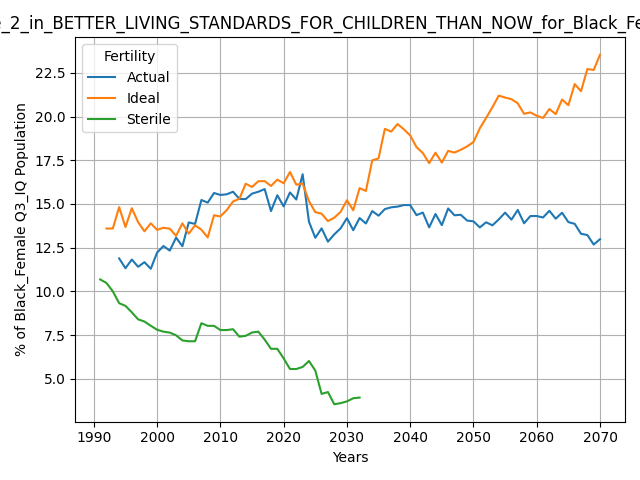 _2_in_BETTER_LIVING_STANDARDS_FOR_CHILDREN_THAN_NOW_for_Black_Fe
Fertility
Actual
Ideal
Sterile
% of Black_Female Q3_IQ Population
22.5
20.0
17.5
15.0
12.5
10.0
7.5
5.0
1990 2000 2010 2020 2030 2040 2050 2060 2070
Years